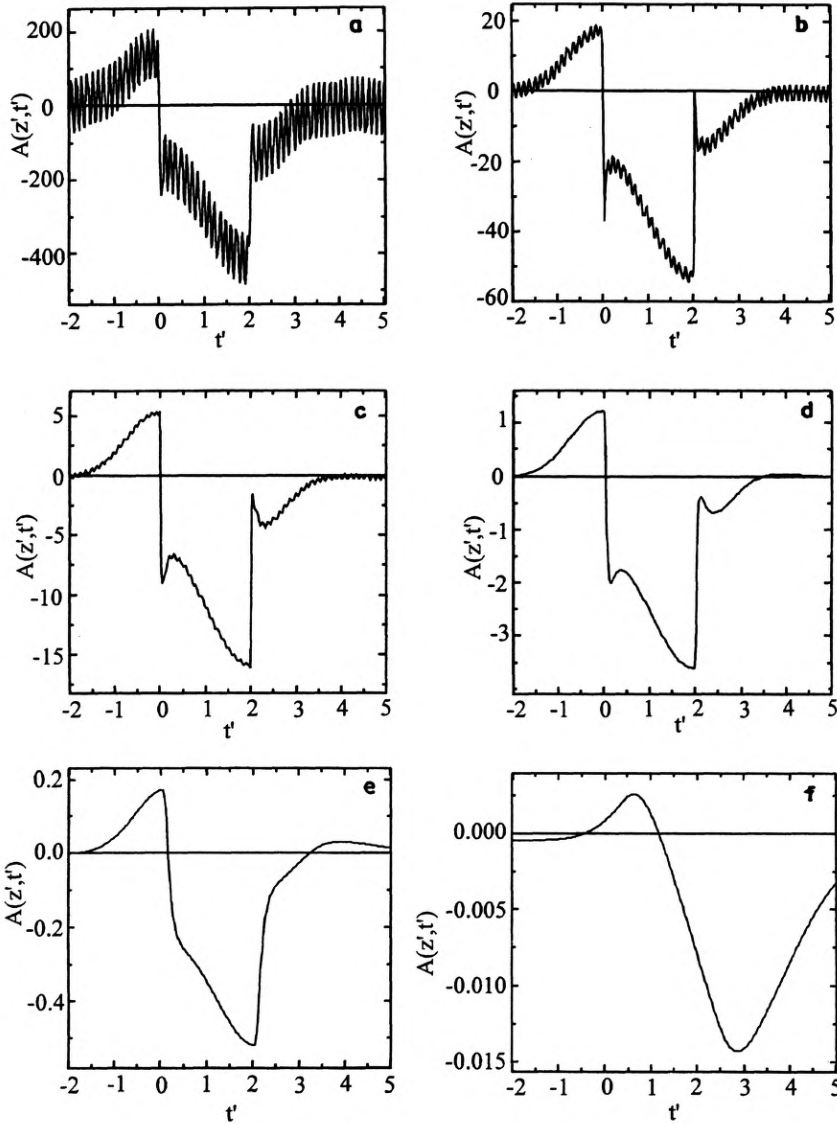 a
A(z',t')
200
0
-200
-400
-2 -1 0 1 2 3 4 5
t'
b
A(z',t')
20
0
-20
-40
-60
-2 -1 0 1 2 3 4 5
t'
c
A(z',t')
5
0
-5
-10
-15
-2 -1 0 1 2 3 4 5
t'
d
A(z',t')
1
0
-1
-2
-3
-2 -1 0 1 2 3 4 5
t'
e
A(z',t')
0.2
0.0
-0.2
-0.4
-2 -1 0 1 2 3 4 5
t'
f
A(z',t')
0.000
-0.005
-0.010
-0.015
-2 -1 0 1 2 3 4 5
t'